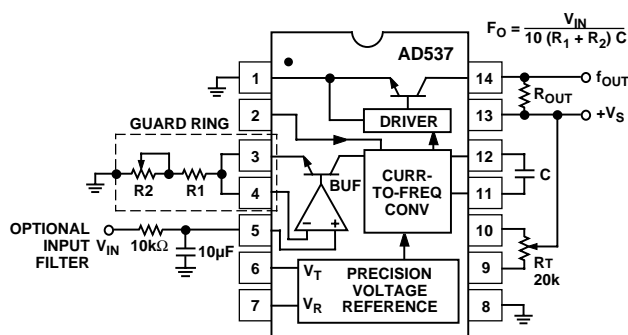 AD537
F_O = V_IN / 10 (R_1 + R_2) C
1
14
f_OUT
R_OUT
2
13
+V_S
DRIVER
GUARD RING
3
12
BUF
CURR-
TO-FREQ
CONV
C
R2
R1
4
11
OPTIONAL
INPUT
FILTER
V_IN
10kΩ
10µF
5
–
+
10
R_T
20k
6
V_T
PRECISION
VOLTAGE
REFERENCE
9
7
V_R
8